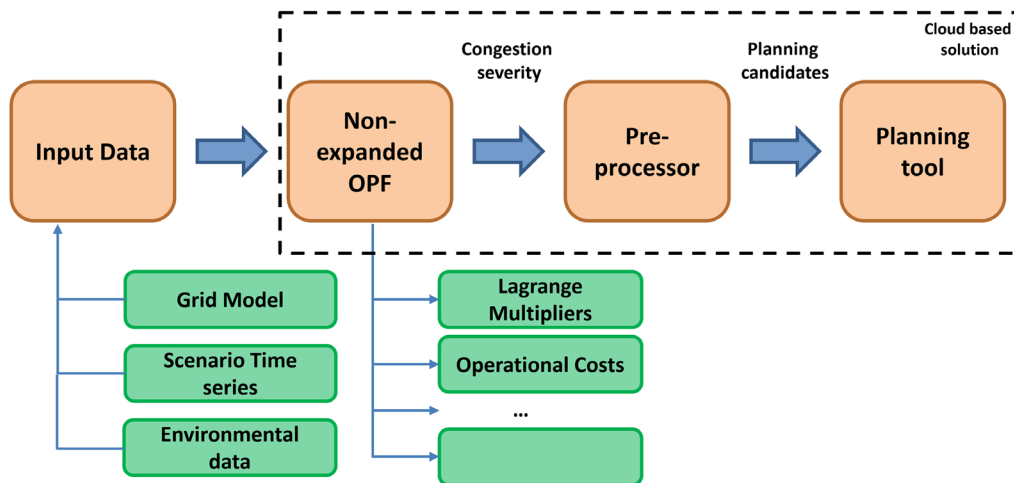 Cloud based
solution
Congestion
severity
Planning
candidates
Input Data
Non-
expanded
OPF
Pre-
processor
Planning
tool
Grid Model
Scenario Time
series
Environmental
data
Lagrange
Multipliers
Operational Costs
...